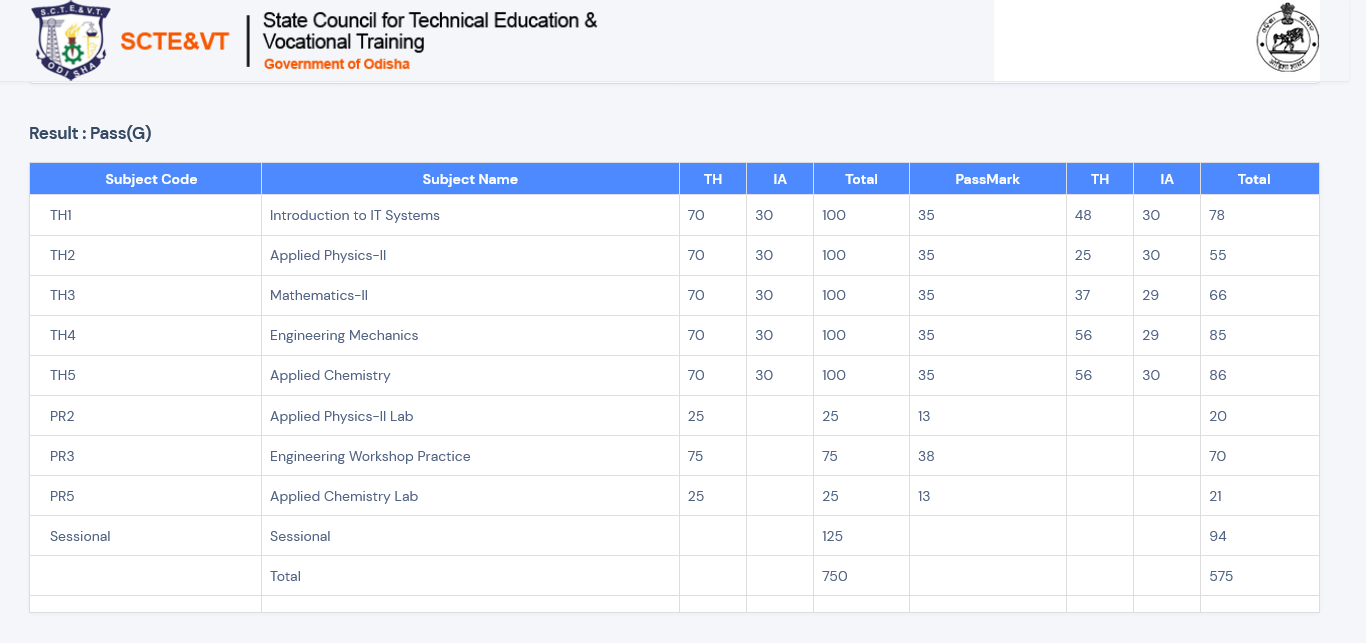 S.C.T.E.& V.T.
ODISHA
SCTE&VT
State Council for Technical Education &
Vocational Training
Government of Odisha
Result : Pass(G)
Subject Code Subject Name TH IA Total PassMark TH IA Total
TH1 Introduction to IT Systems 70 30 100 35 48 30 78
TH2 Applied Physics-II 70 30 100 35 25 30 55
TH3 Mathematics-II 70 30 100 35 37 29 66
TH4 Engineering Mechanics 70 30 100 35 56 29 85
TH5 Applied Chemistry 70 30 100 35 56 30 86
PR2 Applied Physics-II Lab 25 25 13 20
PR3 Engineering Workshop Practice 75 75 38 70
PR5 Applied Chemistry Lab 25 25 13 21
Sessional Sessional 125 94
Total 750 575